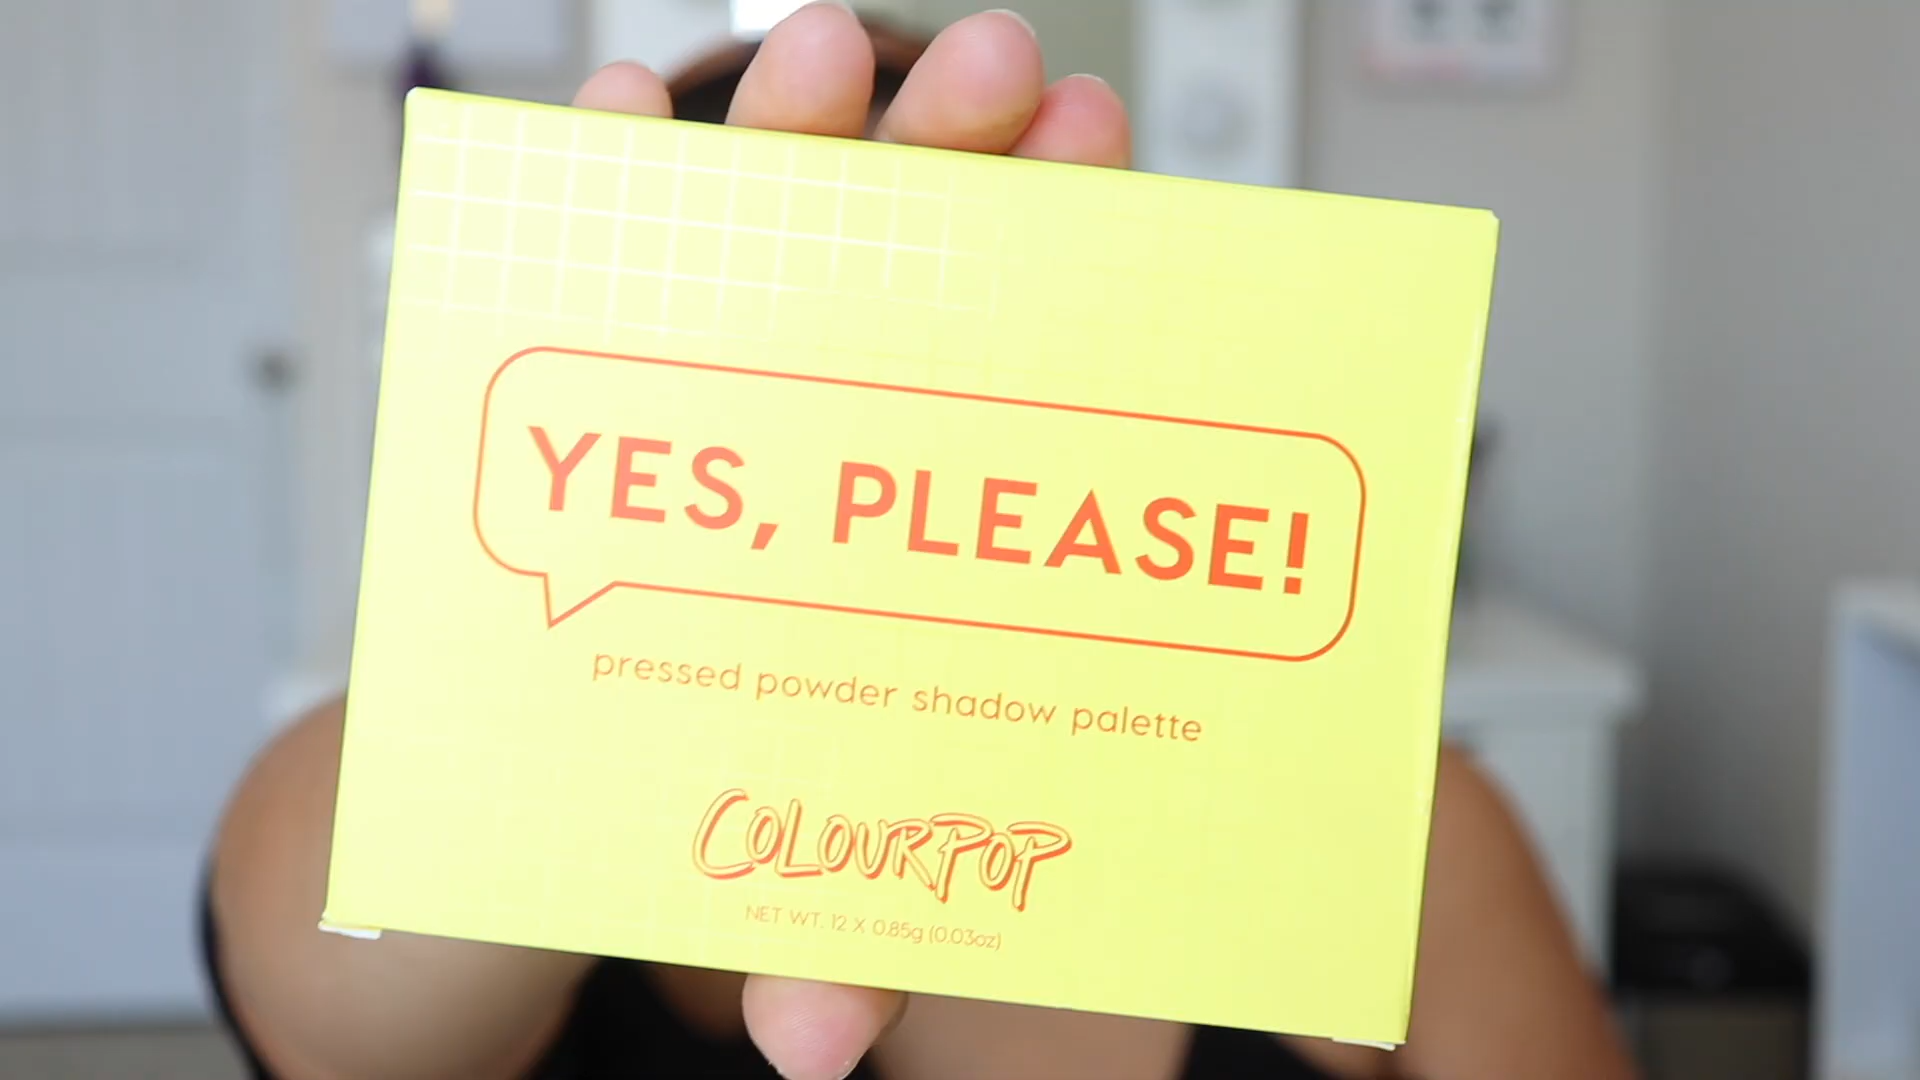 YES, PLEASE!
pressed powder shadow palette
COLOURPOP
NET WT. 12 X 0.85g (0.03oz)